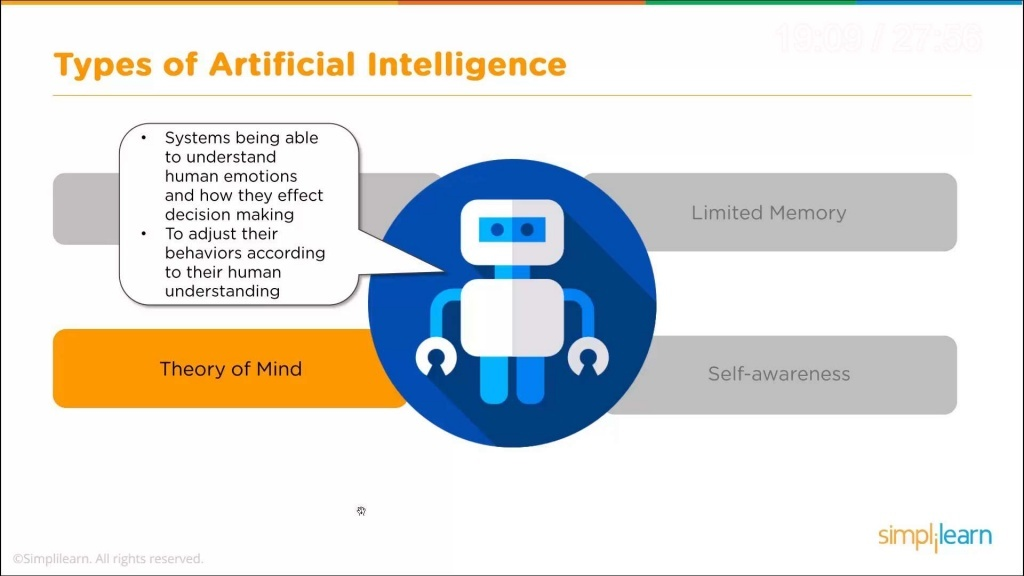 19:09 / 27:56
Types of Artificial Intelligence
• Systems being able
to understand
human emotions
and how they effect
decision making
• To adjust their
behaviors according
to their human
understanding
Limited Memory
Theory of Mind
Self-awareness
simplilearn
©Simplilearn. All rights reserved.